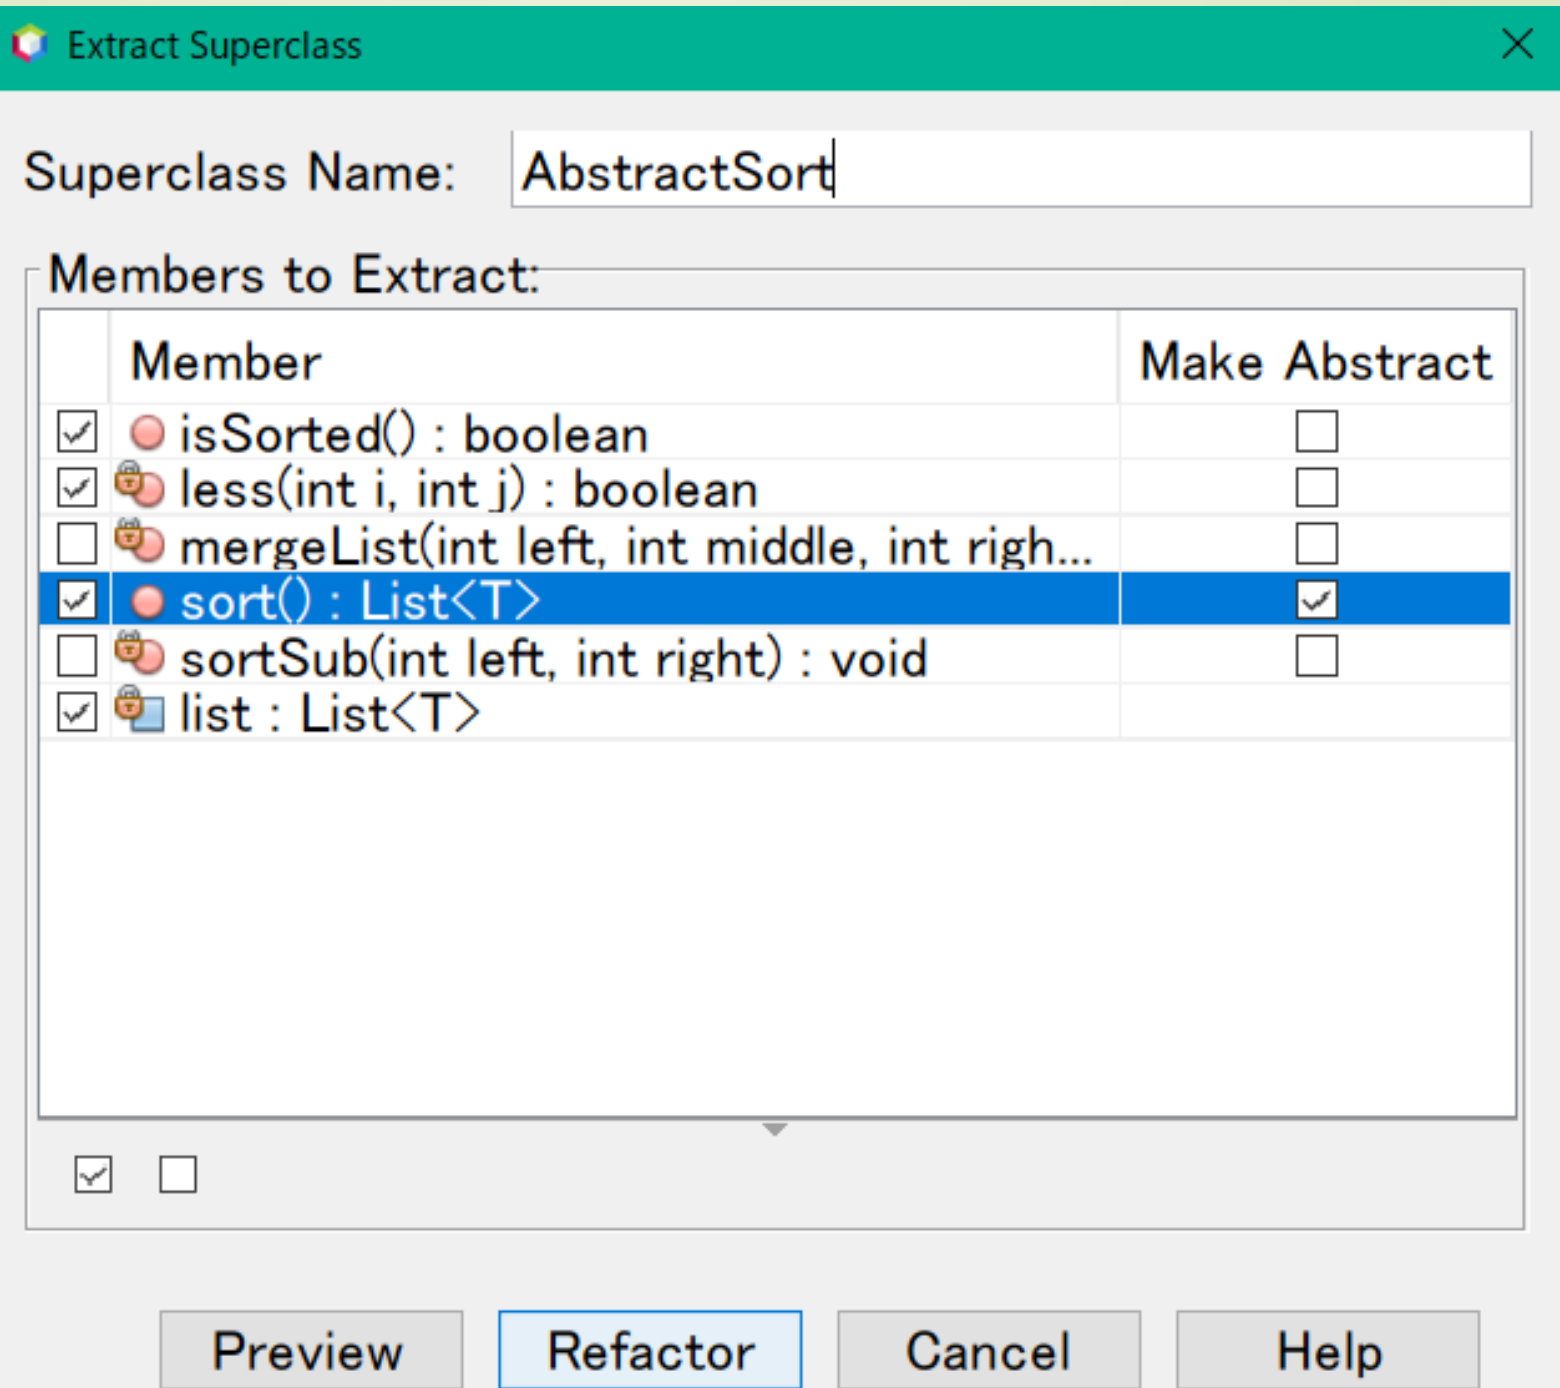 Extract Superclass
Superclass Name: AbstractSort
Members to Extract:
Member Make Abstract
isSorted() : boolean
less(int i, int j) : boolean
mergeList(int left, int middle, int righ...
sort() : List<T>
sortSub(int left, int right) : void
list : List<T>
Preview Refactor Cancel Help